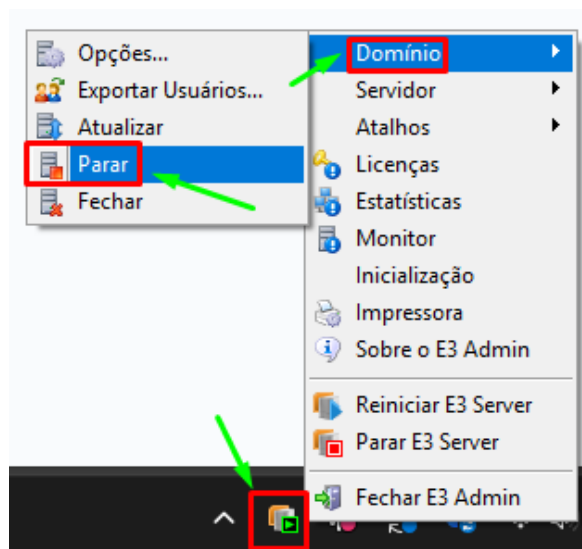 Opções...
Exportar Usuários...
Atualizar
Parar
Fechar
Domínio
Servidor
Atalhos
Licenças
Estatísticas
Monitor
Inicialização
Impressora
Sobre o E3 Admin
Reiniciar E3 Server
Parar E3 Server
Fechar E3 Admin